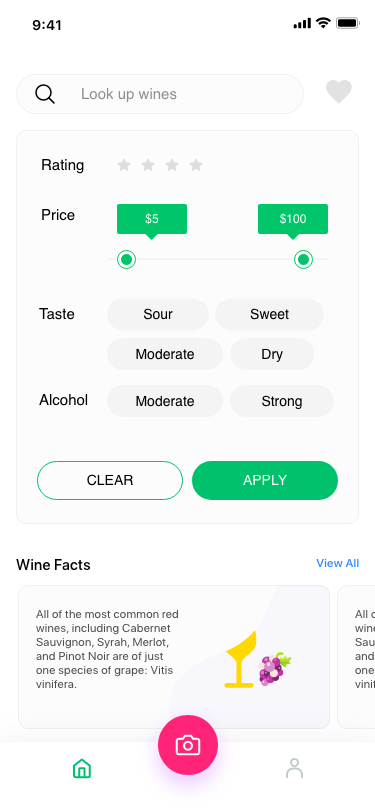 9:41
Look up wines
Rating
Price
$5
$100
Taste
Sour
Sweet
Moderate
Dry
Alcohol
Moderate
Strong
CLEAR
APPLY
Wine Facts
View All
All of the most common red
wines, including Cabernet
Sauvignon, Syrah, Merlot,
and Pinot Noir are of just
one species of grape: Vitis
vinifera.